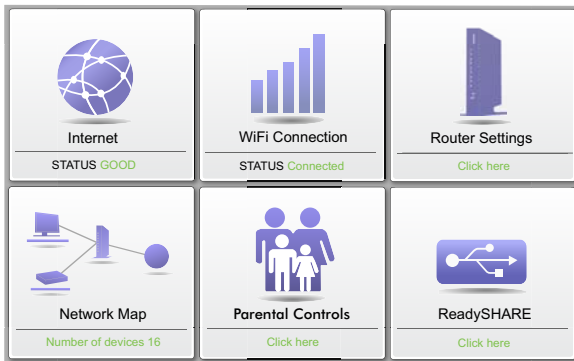 Internet
STATUS GOOD
WiFi Connection
STATUS Connected
Router Settings
Click here
Network Map
Number of devices 16
Parental Controls
Click here
ReadySHARE
Click here